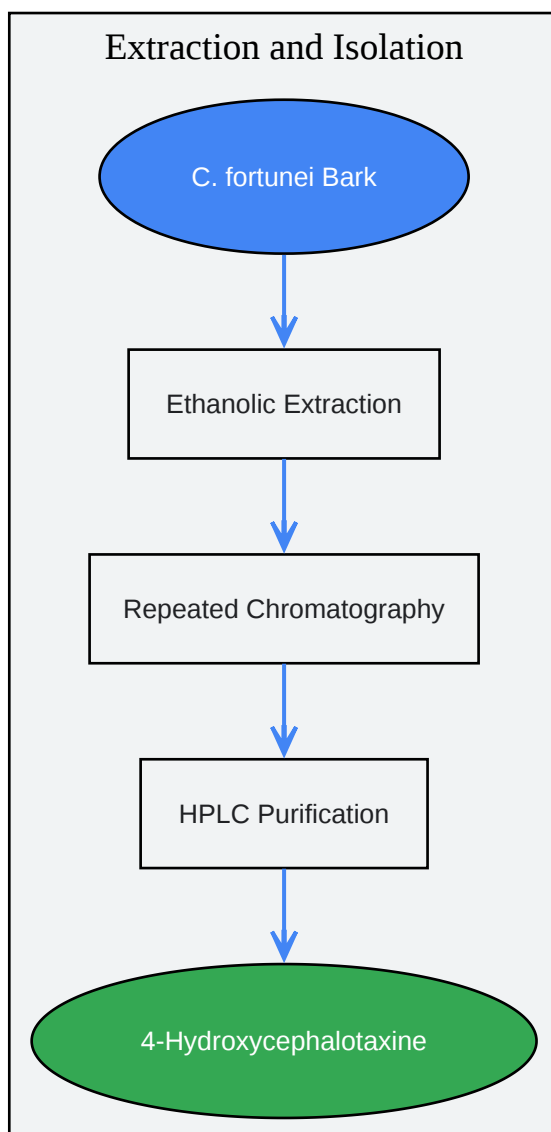 Extraction and Isolation
C. fortunei Bark
Ethanolic Extraction
Repeated Chromatography
HPLC Purification
4-Hydroxycephalotaxine